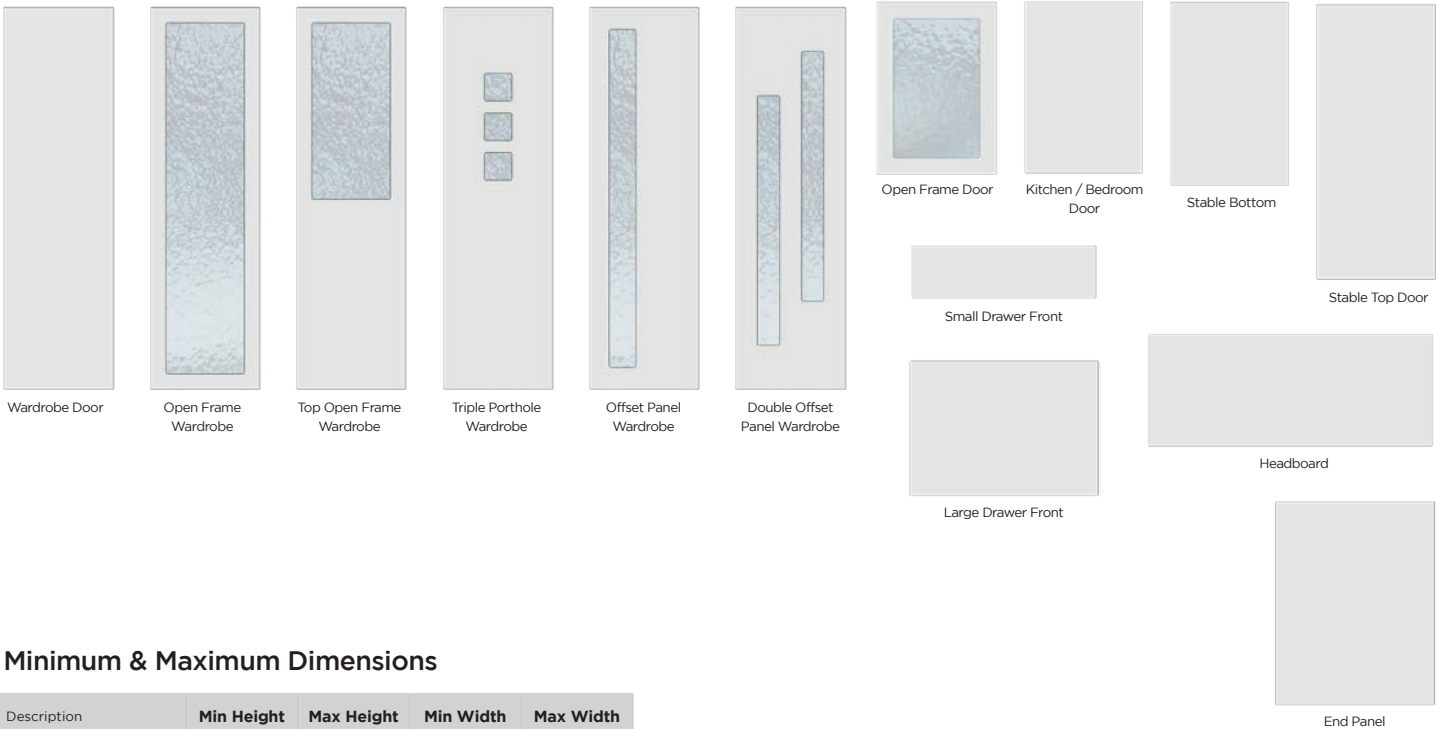 Wardrobe Door
Open Frame
Wardrobe
Top Open Frame
Wardrobe
Triple Porthole
Wardrobe
Offset Panel
Wardrobe
Double Offset
Panel Wardrobe
Open Frame Door
Kitchen / Bedroom
Door
Stable Bottom
Stable Top Door
Small Drawer Front
Large Drawer Front
Headboard
End Panel
Minimum & Maximum Dimensions
Description Min Height Max Height Min Width Max Width